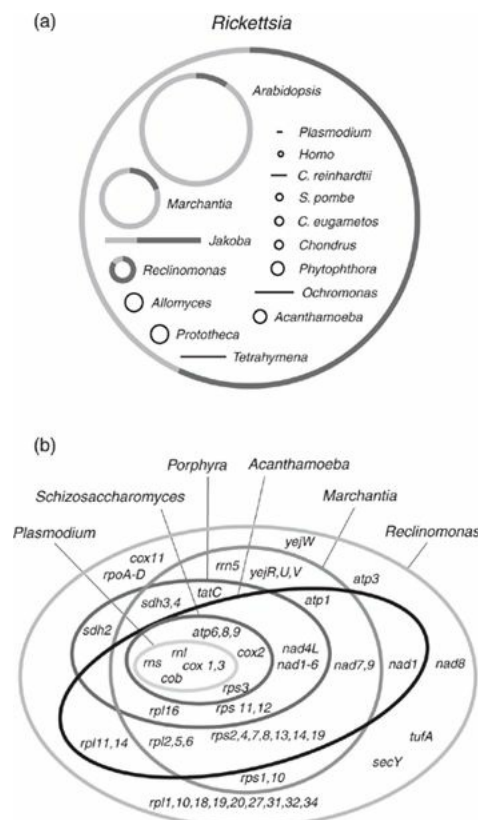 (a)
Rickettsia
Arabidopsis
Plasmodium
Homo
C. reinhardtii
S. pombe
Marchantia
C. eugametos
Jakoba
Chondrus
Reclinomonas
Phytophthora
Ochromonas
Allomyces
Acanthamoeba
Prototheca
Tetrahymena
(b)
Porphyra
Acanthamoeba
Schizosaccharomyces
Marchantia
Plasmodium
Reclinomonas
cox11
yejW
rpoA-D
rrn5
yejR,U,V
atp3
tatC
sdh3,4
atp1
sdh2
atp6,8,9
rnl
cox2
nad4L
rns
cox 1,3
nad1-6
nad7,9
nad1
nad8
cob
rps3
rpl16
rps 11,12
rpl11,14
rpl2,5,6
rps2,4,7,8,13,14,19
tufA
secY
rps1,10
rpl1,10,18,19,20,27,31,32,34